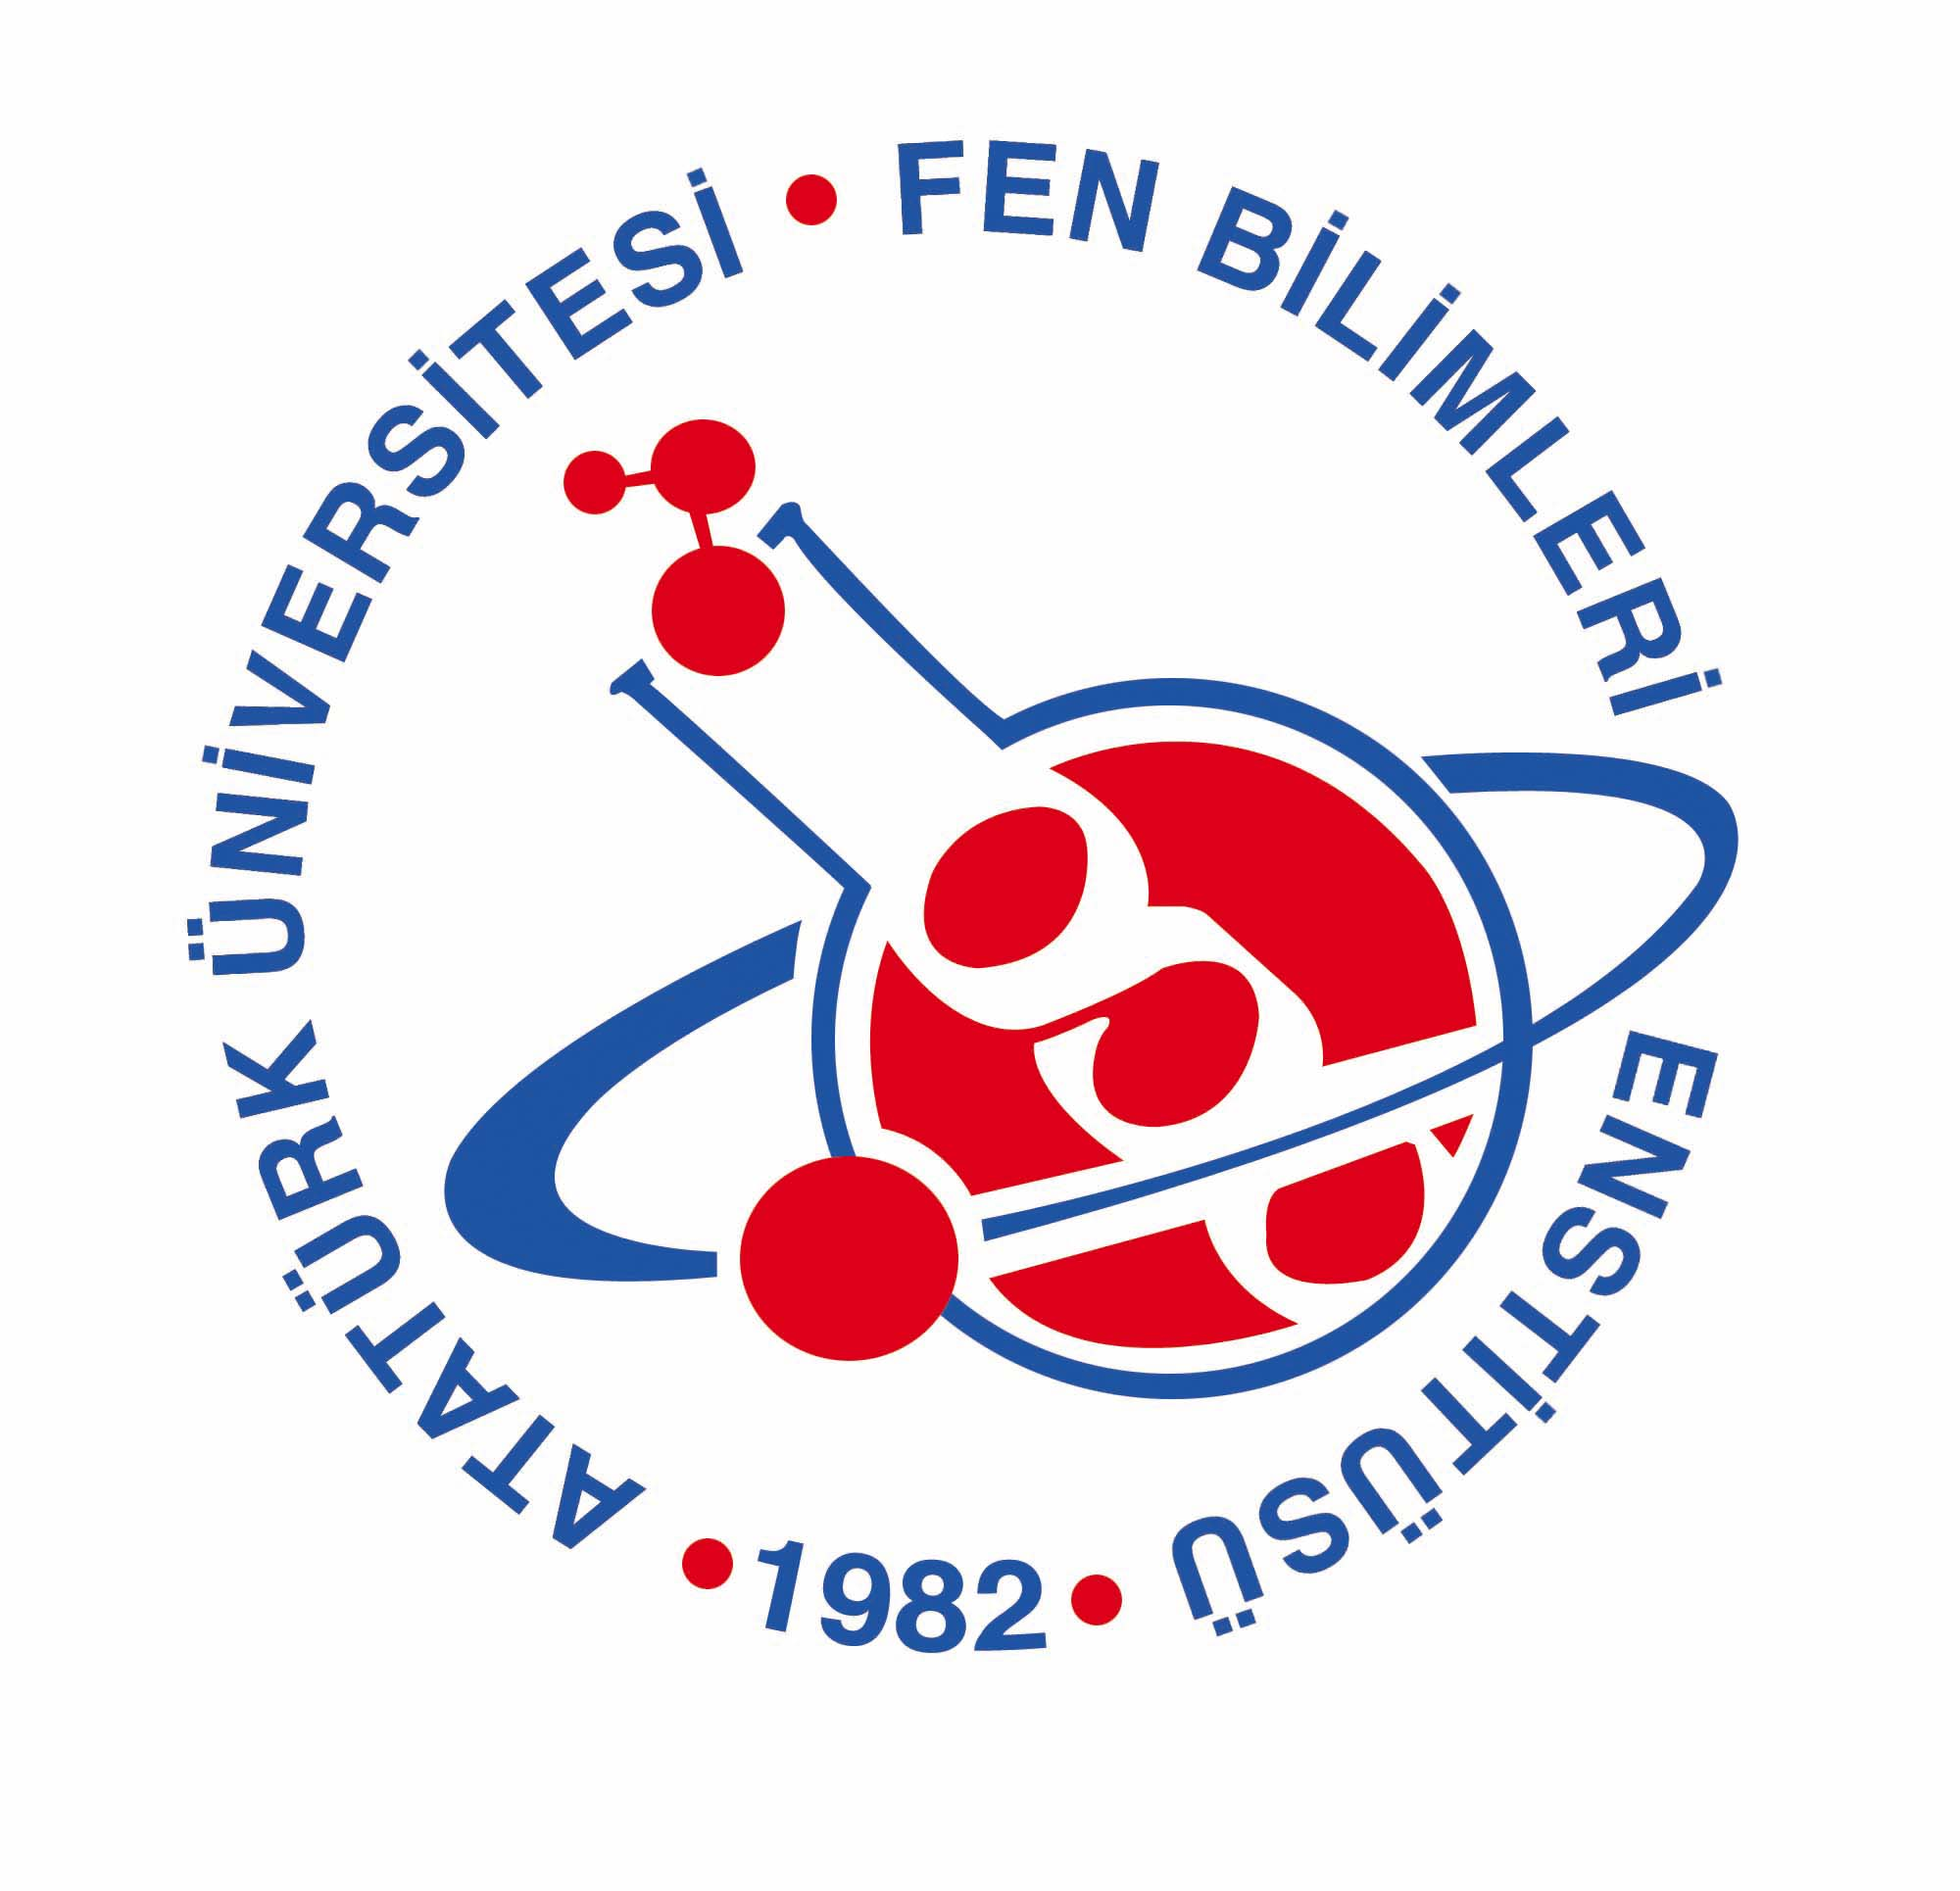 ATATÜRK ÜNİVERSİTESİ • FEN BİLİMLERİ ENSTİTÜSÜ • 1982 •